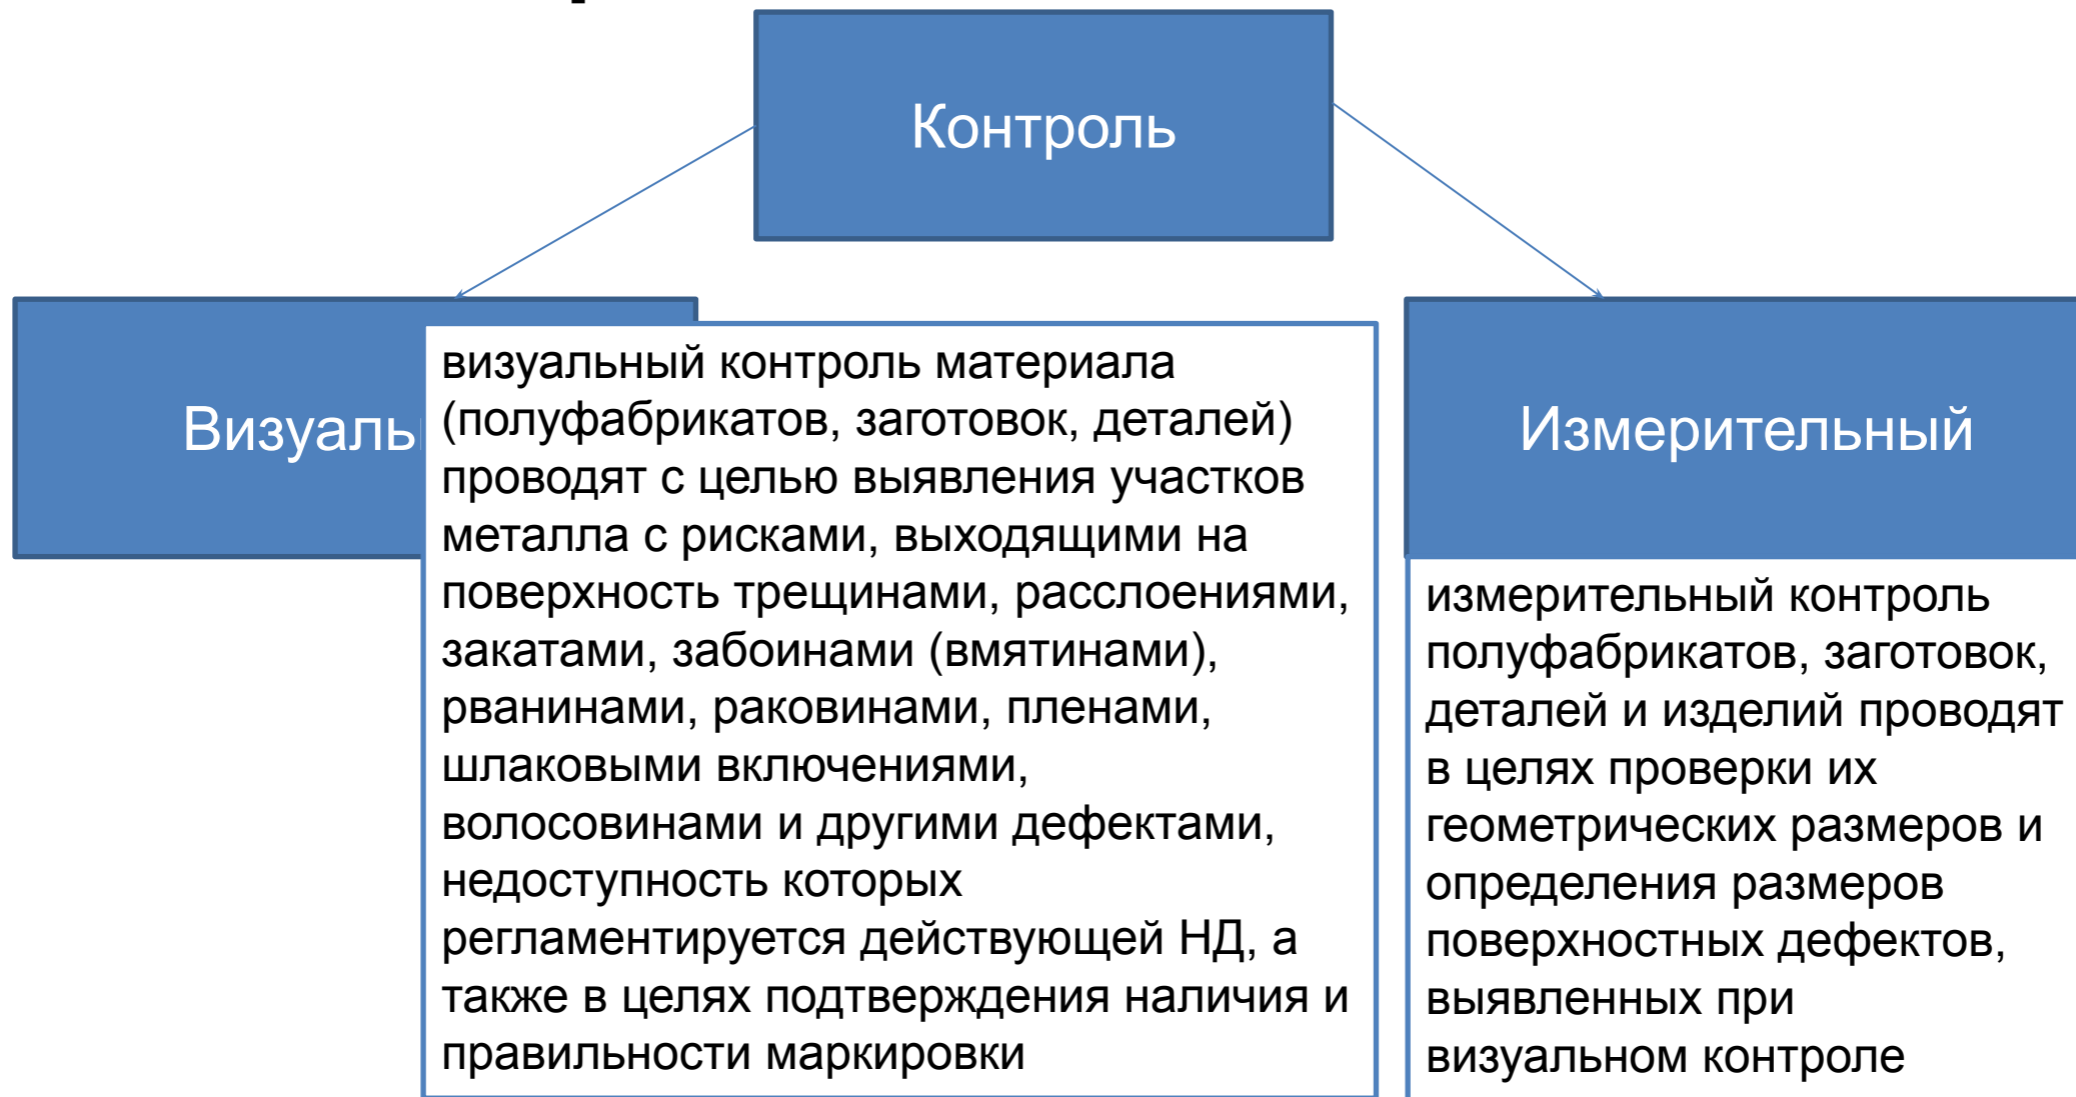 Контроль
Визуаль
визуальный контроль материала
(полуфабрикатов, заготовок, деталей)
проводят с целью выявления участков
металла с рисками, выходящими на
поверхность трещинами, расслоениями,
закатами, забоинами (вмятинами),
рванинами, раковинами, пленами,
шлаковыми включениями,
волосовинами и другими дефектами,
недоступность которых
регламентируется действующей НД, а
также в целях подтверждения наличия и
правильности маркировки
Измерительный
измерительный контроль
полуфабрикатов, заготовок,
деталей и изделий проводят
в целях проверки их
геометрических размеров и
определения размеров
поверхностных дефектов,
выявленных при
визуальном контроле